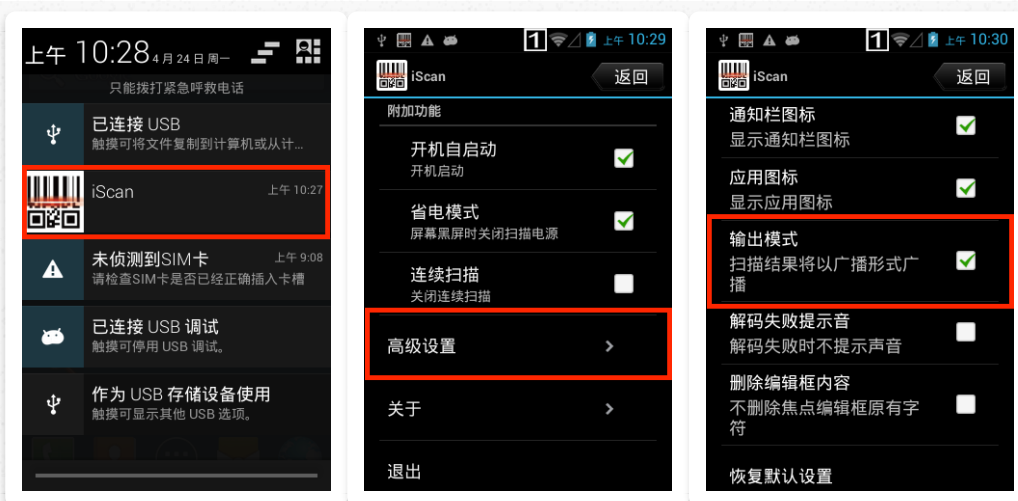 上午 10:28 4月24日 周一
只能拨打紧急呼救电话
已连接 USB
触摸可将文件复制到计算机或从计…
iScan
上午 10:27
未侦测到SIM卡
上午 9:08
请检查SIM卡是否已经正确插入卡槽
已连接 USB 调试
触摸可停用 USB 调试。
作为 USB 存储设备使用
触摸可显示其他 USB 选项。
1 上午 10:29
iScan
返回
附加功能
开机自启动
开机启动
省电模式
屏幕黑屏时关闭扫描电源
连续扫描
关闭连续扫描
高级设置
关于
退出
1 上午 10:30
iScan
返回
通知栏图标
显示通知栏图标
应用图标
显示应用图标
输出模式
扫描结果将以广播形式广
播
解码失败提示音
解码失败时不提示声音
删除编辑框内容
不删除焦点编辑框原有字
符
恢复默认设置